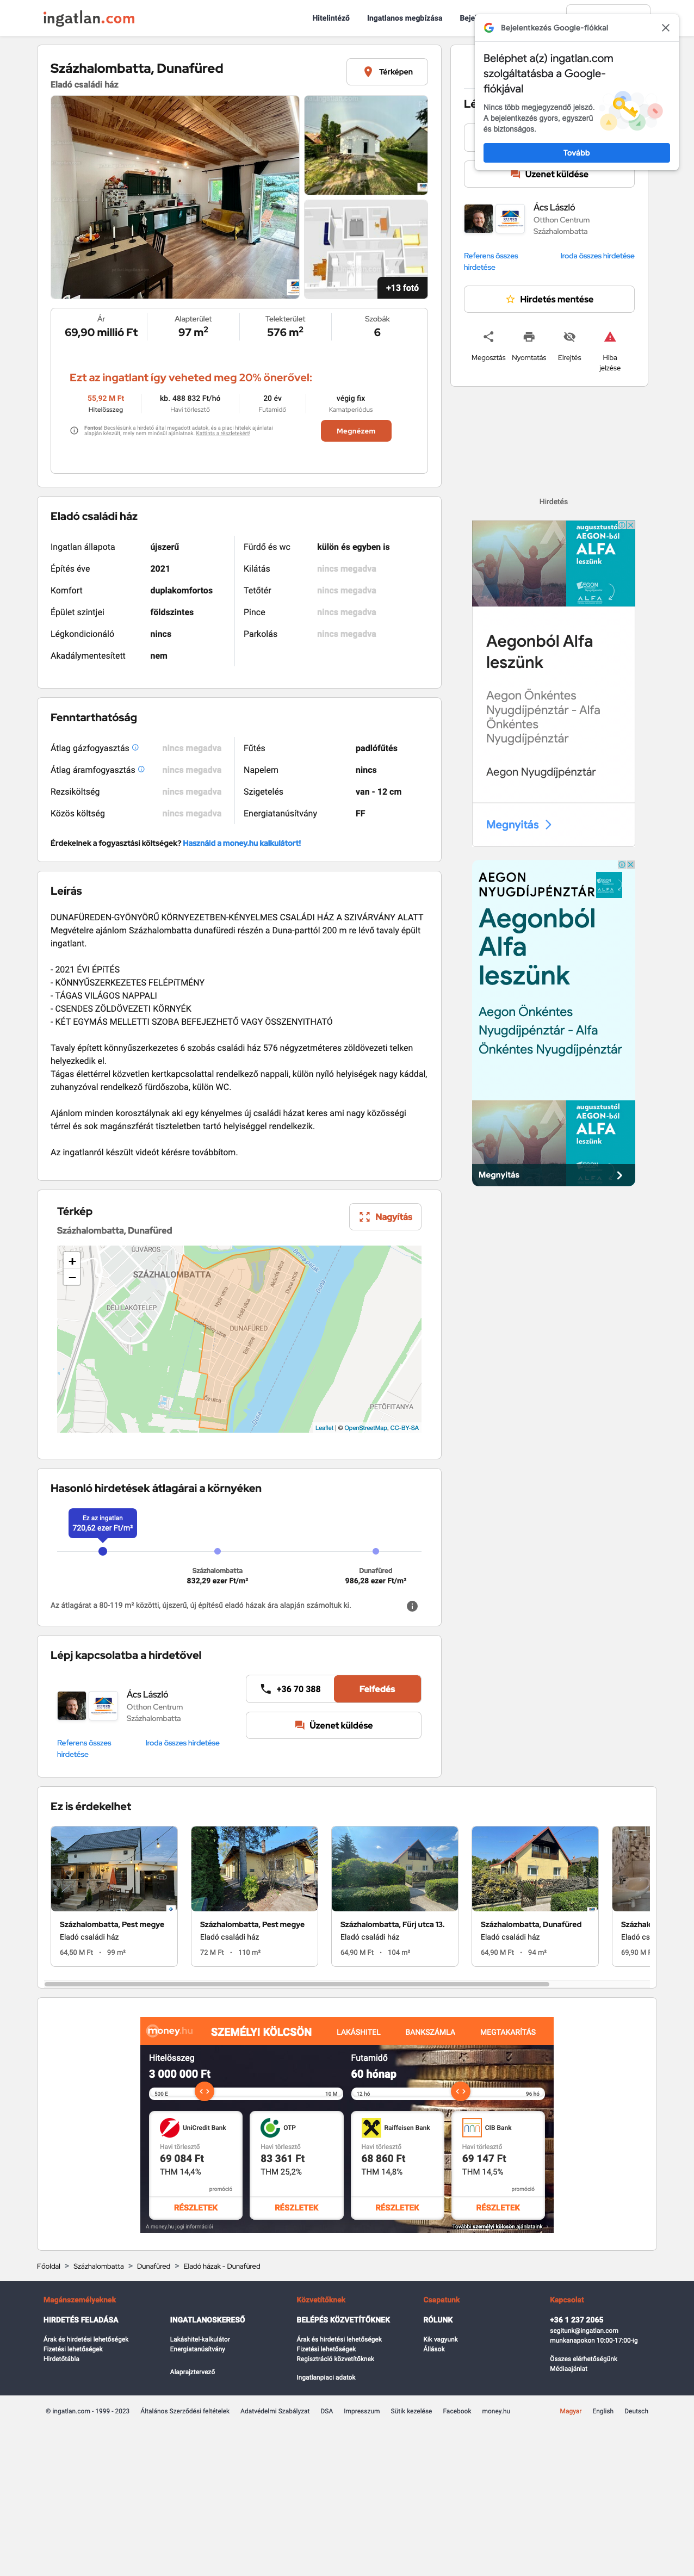 ingatlan.com
Hitelintéző
Ingatlanos megbízása
Bejelentkezés Google-fiókkal
Beléphet a(z) ingatlan.com
szolgáltatásba a Google-
fiókjával
Nincs több megjegyzendő jelszó.
A bejelentkezés gyors, egyszerű
és biztonságos.
Tovább
Százhalombatta, Dunafüred
Eladó családi ház
Térképen
+13 fotó
Üzenet küldése
Ács László
Otthon Centrum
Százhalombatta
Referens összes
hirdetése
Iroda összes hirdetése
Hirdetés mentése
Megosztás
Nyomtatás
Elrejtés
Hiba
jelzése
Ár
69,90 millió Ft
Alapterület
97 m2
Telekterület
576 m2
Szobák
6
Ezt az ingatlant így veheted meg 20% önerővel:
55,92 M Ft
Hitelösszeg
kb. 488 832 Ft/hó
Havi törlesztő
20 év
Futamidő
végig fix
Kamatperiódus
Fontos! Becslésünk a hirdető által megadott adatok, és a piaci hitelek ajánlatai
alapján készült, mely nem minősül ajánlatnak. Kattints a részletekért!
Megnézem
Eladó családi ház
Ingatlan állapota
újszerű
Építés éve
2021
Komfort
duplakomfortos
Épület szintjei
földszintes
Légkondicionáló
nincs
Akadálymentesített
nem
Fürdő és wc
külön és egyben is
Kilátás
nincs megadva
Tetőtér
nincs megadva
Pince
nincs megadva
Parkolás
nincs megadva
Hirdetés
augusztustól
AEGON-ból
ALFA
leszünk
Aegonból Alfa
leszünk
Aegon Önkéntes
Nyugdíjpénztár - Alfa
Önkéntes
Nyugdíjpénztár
Aegon Nyugdíjpénztár
Megnyitás
Fenntarthatóság
Átlag gázfogyasztás
nincs megadva
Átlag áramfogyasztás
nincs megadva
Rezsiköltség
nincs megadva
Közös költség
nincs megadva
Fűtés
padlófűtés
Napelem
nincs
Szigetelés
van - 12 cm
Energiatanúsítvány
FF
Érdekelnek a fogyasztási költségek? Használd a money.hu kalkulátort!
AEGON
NYUGDÍJPÉNZTÁR
Aegonból
Alfa
leszünk
Aegon Önkéntes
Nyugdíjpénztár - Alfa
Önkéntes Nyugdíjpénztár
augusztustól
AEGON-ból
ALFA
leszünk
Megnyitás
Leírás
DUNAFÜREDEN-GYÖNYÖRŰ KÖRNYEZETBEN-KÉNYELMES CSALÁDI HÁZ A SZIVÁRVÁNY ALATT
Megvételre ajánlom Százhalombatta dunafüredi részén a Duna-parttól 200 m re lévő tavaly épült
ingatlant.
- 2021 ÉVI ÉPíTÉS
- KÖNNYŰSZERKEZETES FELÉPíTMÉNY
- TÁGAS VILÁGOS NAPPALI
- CSENDES ZÖLDÖVEZETI KÖRNYÉK
- KÉT EGYMÁS MELLETTI SZOBA BEFEJEZHETŐ VAGY ÖSSZENYITHATÓ
Tavaly épített könnyűszerkezetes 6 szobás családi ház 576 négyzetméteres zöldövezeti telken
helyezkedik el.
Tágas élettérrel közvetlen kertkapcsolattal rendelkező nappali, külön nyíló helyiségek nagy káddal,
zuhanyzóval rendelkező fürdőszoba, külön WC.
Ajánlom minden korosztálynak aki egy kényelmes új családi házat keres ami nagy közösségi
térrel és sok magánszférát tiszteletben tartó helyiséggel rendelkezik.
Az ingatlanról készült videót kérésre továbbítom.
Térkép
Százhalombatta, Dunafüred
Nagyítás
+
−
ÚJVÁROS
SZÁZHALOMBATTA
DÉLI LAKÓTELEP
DUNAFÜRED
PETŐFITANYA
Leaflet | © OpenStreetMap, CC-BY-SA
Hasonló hirdetések átlagárai a környéken
Ez az ingatlan
720,62 ezer Ft/m²
Százhalombatta
832,29 ezer Ft/m²
Dunafüred
986,28 ezer Ft/m²
Az átlagárat a 80-119 m² közötti, újszerű, új építésű eladó házak ára alapján számoltuk ki.
Lépj kapcsolatba a hirdetővel
Ács László
Otthon Centrum
Százhalombatta
Referens összes
hirdetése
Iroda összes hirdetése
+36 70 388
Felfedés
Üzenet küldése
Ez is érdekelhet
Százhalombatta, Pest megye
Eladó családi ház
64,50 M Ft • 99 m²
Százhalombatta, Pest megye
Eladó családi ház
72 M Ft • 110 m²
Százhalombatta, Fürj utca 13.
Eladó családi ház
64,90 M Ft • 104 m²
Százhalombatta, Dunafüred
Eladó családi ház
64,90 M Ft • 94 m²
money.hu
SZEMÉLYI KÖLCSÖN
LAKÁSHITEL
BANKSZÁMLA
MEGTAKARÍTÁS
Hitelösszeg
3 000 000 Ft
500 E
10 M
Futamidő
60 hónap
12 hó
96 hó
UniCredit Bank
Havi törlesztő
69 084 Ft
THM 14,4%
promóció
RÉSZLETEK
OTP
Havi törlesztő
83 361 Ft
THM 25,2%
RÉSZLETEK
Raiffeisen Bank
Havi törlesztő
68 860 Ft
THM 14,8%
RÉSZLETEK
CIB Bank
Havi törlesztő
69 147 Ft
THM 14,5%
promóció
RÉSZLETEK
A money.hu jogi információi
További személyi kölcsön ajánlataink...
Főoldal > Százhalombatta > Dunafüred > Eladó házak - Dunafüred
Magánszemélyeknek
HIRDETÉS FELADÁSA
Árak és hirdetési lehetőségek
Fizetési lehetőségek
Hirdetőtábla
INGATLANOSKERESŐ
Lakáshitel-kalkulátor
Energiatanúsítvány
Alaprajztervező
Közvetítőknek
BELÉPÉS KÖZVETÍTŐKNEK
Árak és hirdetési lehetőségek
Fizetési lehetőségek
Regisztráció közvetítőknek
Ingatlanpiaci adatok
Csapatunk
RÓLUNK
Kik vagyunk
Állások
Kapcsolat
+36 1 237 2065
segitunk@ingatlan.com
munkanapokon 10:00-17:00-ig
Összes elérhetőségünk
Médiaajánlat
© ingatlan.com - 1999 - 2023
Általános Szerződési feltételek
Adatvédelmi Szabályzat
DSA
Impresszum
Sütik kezelése
Facebook
money.hu
Magyar
English
Deutsch